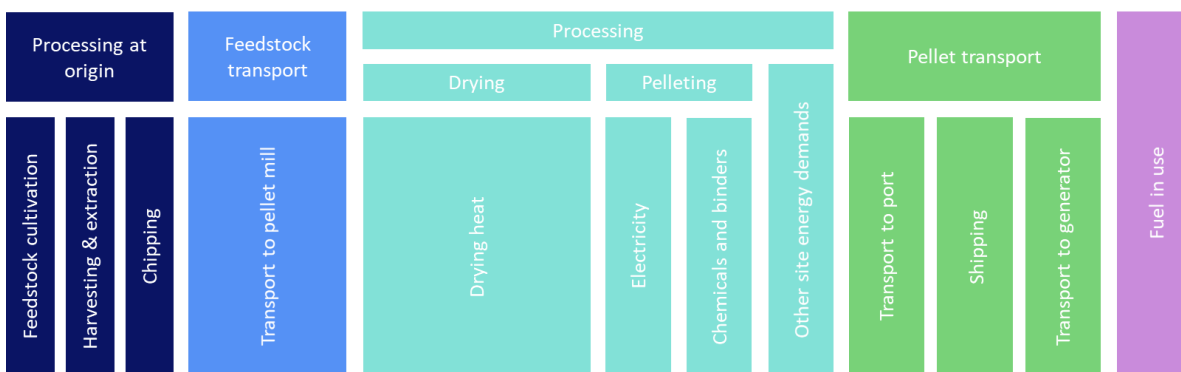 Processing at
origin
Feedstock
transport
Processing
Drying
Pelleting
Pellet transport
Feedstock cultivation
Harvesting & extraction
Chipping
Transport to pellet mill
Drying heat
Electricity
Chemicals and binders
Other site energy demands
Transport to port
Shipping
Transport to generator
Fuel in use